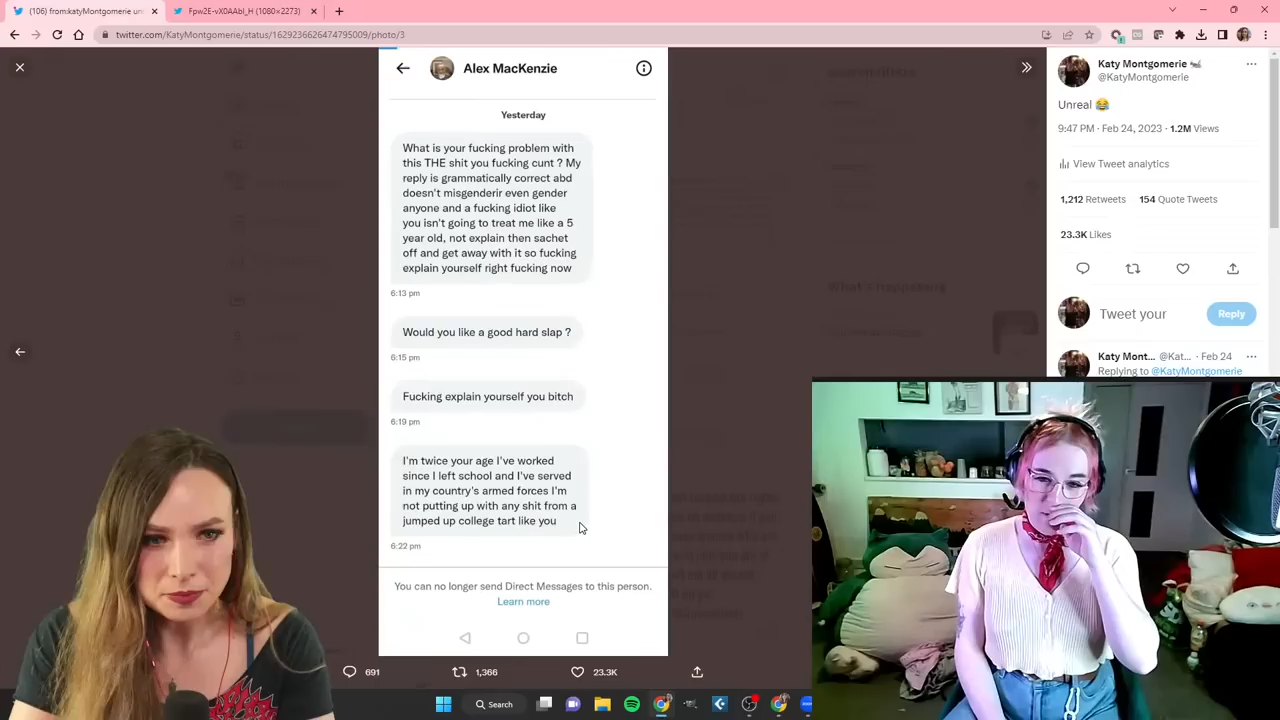 (106) from:katyMontgomerie un
Fpw2E-vX0AAbI_H (1080×2273)
twitter.com/KatyMontgomerie/status/1629236626474795009/photo/3
Alex MacKenzie
Yesterday
What is your fucking problem with
this THE shit you fucking cunt ? My
reply is grammatically correct abd
doesn't misgenderir even gender
anyone and a fucking idiot like
you isn't going to treat me like a 5
year old, not explain then sachet
off and get away with it so fucking
explain yourself right fucking now
6:13 pm
Would you like a good hard slap ?
6:15 pm
Fucking explain yourself you bitch
6:19 pm
I'm twice your age I've worked
since I left school and I've served
in my country's armed forces I'm
not putting up with any shit from a
jumped up college tart like you
6:22 pm
You can no longer send Direct Messages to this person.
Learn more
691
1,366
23.3K
Katy Montgomerie
@KatyMontgomerie
Unreal 😂
9:47 PM · Feb 24, 2023 · 1.2M Views
View Tweet analytics
1,212 Retweets 154 Quote Tweets
23.3K Likes
Tweet your
Reply
Katy Mont... @Kat... · Feb 24
Replying to @KatyMontgomerie
Search